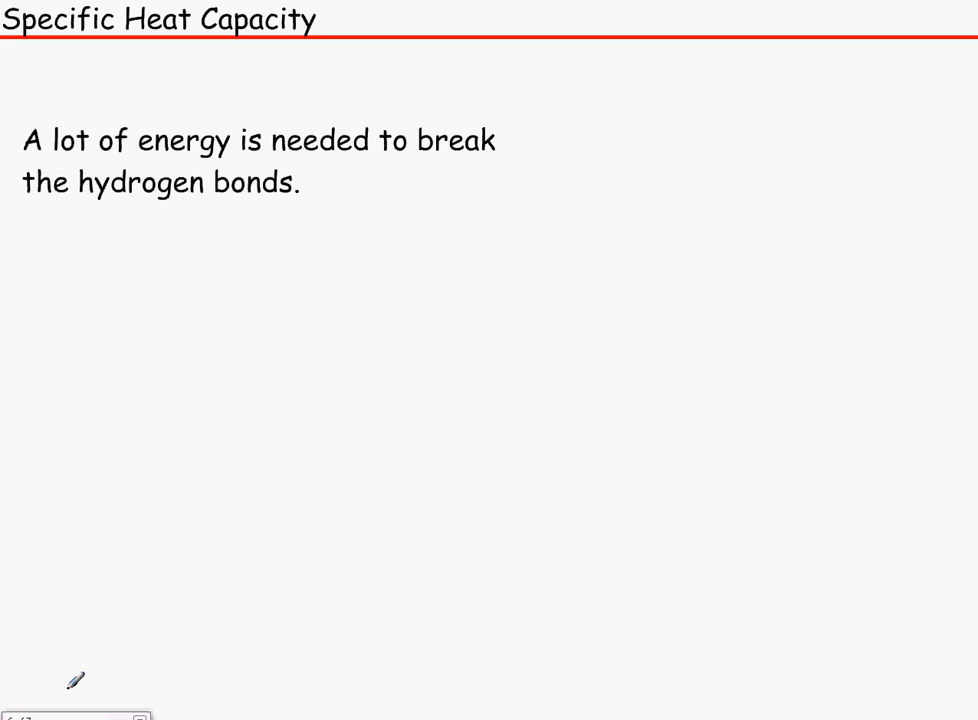 Specific Heat Capacity
A lot of energy is needed to break
the hydrogen bonds.